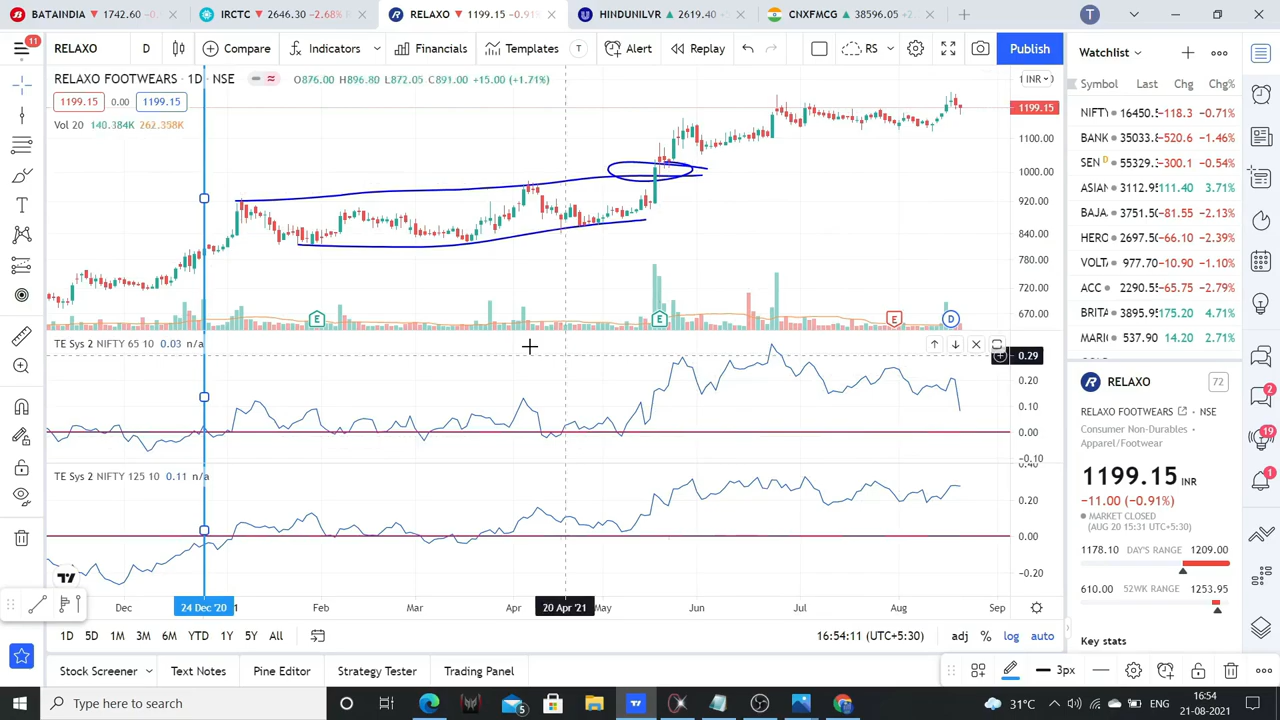 BATAINDIA ▼ 1742.60
IRCTC ▼ 2646.30 −2.68%
RELAXO ▼ 1199.15 −0.91%
HINDUNILVR ▲ 2619.40
CNXFMCG ▲ 38596.05 +2
T
11
RELAXO D Compare Indicators Financials Templates T Alert Replay RS Publish
RELAXO FOOTWEARS · 1D · NSE O876.00 H896.80 L872.05 C891.00 +15.00 (+1.71%)
1199.15 0.00 1199.15
Vol 20 140.384K 262.358K
INR
1199.15
1100.00
1000.00
920.00
840.00
780.00
720.00
670.00
E E E D
TE Sys 2 NIFTY 65 10 0.03 n/a
0.29
0.20
0.10
0.00
−0.10
TE Sys 2 NIFTY 125 10 0.11 n/a
0.40
0.20
0.00
−0.20
Dec 24 Dec '20 Feb Mar Apr 20 Apr '21 May Jun Jul Aug Sep
1D 5D 1M 3M 6M YTD 1Y 5Y All
16:54:11 (UTC+5:30) adj % log auto
Stock Screener Text Notes Pine Editor Strategy Tester Trading Panel
3px
Watchlist
Symbol Last Chg Chg%
NIFTY 16450.5 −118.3 −0.71%
BANK 35033.8 −520.6 −1.46%
SEN D 55329.3 −300.1 −0.54%
ASIAN 3112.95 111.40 3.71%
BAJA 3751.50 −81.55 −2.13%
HERO 2697.50 −66.10 −2.39%
VOLT 977.70 −10.90 −1.10%
ACC 2290.55 −65.75 −2.79%
BRITA 3895.95 175.20 4.71%
MARI 537.90 14.20 2.71%
RELAXO 72
RELAXO FOOTWEARS · NSE
Consumer Non-Durables ·
Apparel/Footwear
1199.15 INR
−11.00 (−0.91%)
MARKET CLOSED
(AUG 20 15:31 UTC+5:30)
1178.10 DAY'S RANGE 1209.00
610.00 52WK RANGE 1253.95
Key stats
2
19
1
Type here to search
5
31°C ENG 16:54
21-08-2021